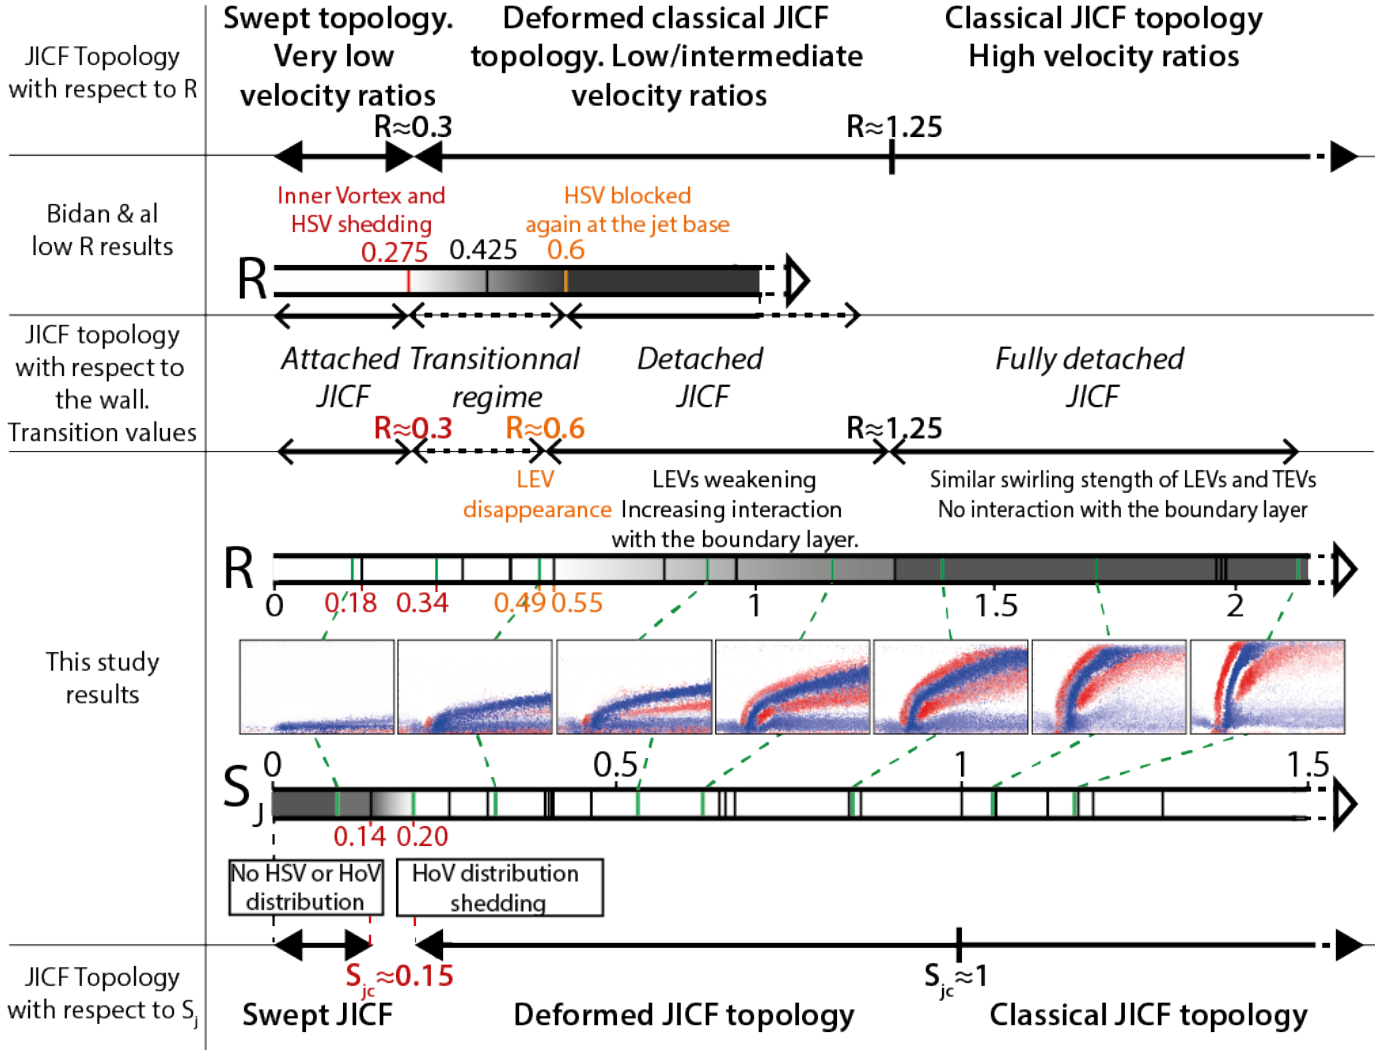 JICF Topology
with respect to R
Swept topology.
Very low
velocity ratios
Deformed classical JICF
topology. Low/intermediate
velocity ratios
Classical JICF topology
High velocity ratios
R≈0.3
R≈1.25
Bidan & al
low R results
Inner Vortex and
HSV shedding
HSV blocked
again at the jet base
0.275
0.425
0.6
R
JICF topology
with respect to
the wall.
Transition values
Attached
JICF
Transitionnal
regime
Detached
JICF
Fully detached
JICF
R≈0.3
R≈0.6
R≈1.25
This study
results
LEV
disappearance
LEVs weakening
Increasing interaction
with the boundary layer.
Similar swirling stength of LEVs and TEVs
No interaction with the boundary layer
R
0
0.18
0.34
0.49
0.55
1
1.5
2
0
0.5
1
1.5
Sj
0.14
0.20
No HSV or HoV
distribution
HoV distribution
shedding
JICF Topology
with respect to Sj
Sjc≈0.15
Sjc≈1
Swept JICF
Deformed JICF topology
Classical JICF topology